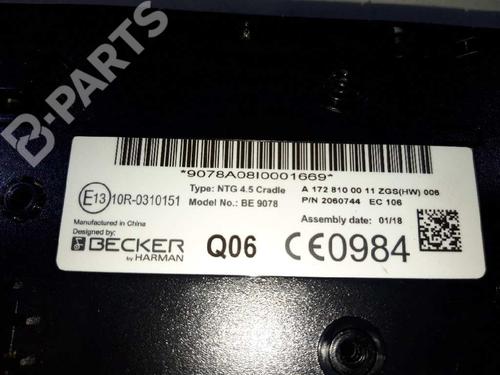 B-PARTS
*9078A08I0001669*
E13 10R-0310151
Type: NTG 4.5 Cradle
A 172 810 00 11 ZGS(HW) 006
Model No.: BE 9078
P/N 2060744 EC 106
Manufactured in China
Assembly date: 01/18
Designed by:
BECKER
by HARMAN
Q06
CE0984